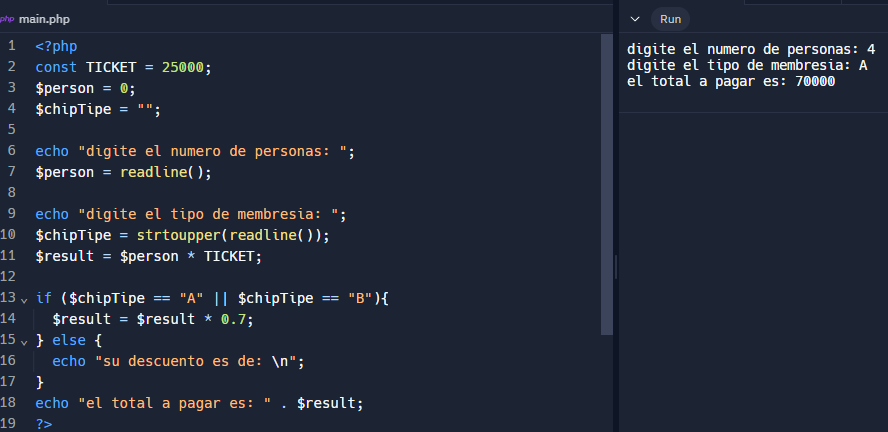 php main.php
Run
1 <?php
2 const TICKET = 25000;
3 $person = 0;
4 $chipTipe = "";
5
6 echo "digite el numero de personas: ";
7 $person = readline();
8
9 echo "digite el tipo de membresia: ";
10 $chipTipe = strtoupper(readline());
11 $result = $person * TICKET;
12
13 if ($chipTipe == "A" || $chipTipe == "B"){
14 $result = $result * 0.7;
15 } else {
16 echo "su descuento es de: \n";
17 }
18 echo "el total a pagar es: " . $result;
19 ?>
digite el numero de personas: 4
digite el tipo de membresia: A
el total a pagar es: 70000